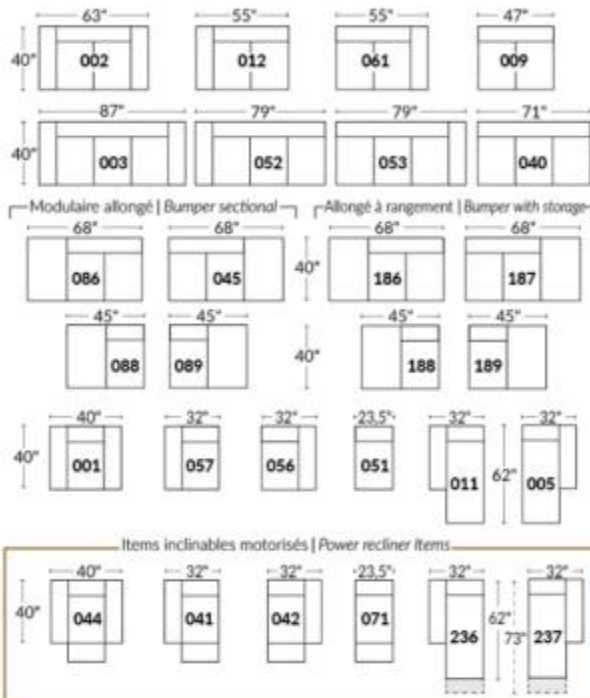 63" 55" 55" 47"
40" 002 012 061 009
87" 79" 79" 71"
40" 003 052 053 040
Modulaire allongé | Bumper sectional Allongé à rangement | Bumper with storage
68" 68" 68" 68"
086 045 40" 186 187
45" 45" 45" 45"
088 089 40" 188 189
40" 32" 32" 23,5" 32" 32"
40" 001 057 056 051 011 62" 005
Items inclinables motorisés | Power recliner Items
40" 32" 32" 23,5" 32" 32"
40" 044 041 042 071 236 62" 73" 237